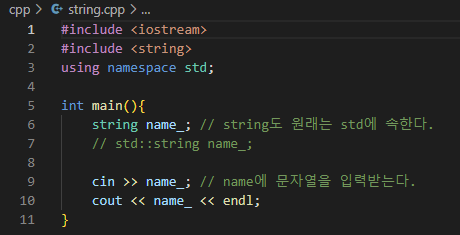 cpp > string.cpp > ...
1 #include <iostream>
2 #include <string>
3 using namespace std;
4
5 int main(){
6 string name_; // string도 원래는 std에 속한다.
7 // std::string name_;
8
9 cin >> name_; // name에 문자열을 입력받는다.
10 cout << name_ << endl;
11 }